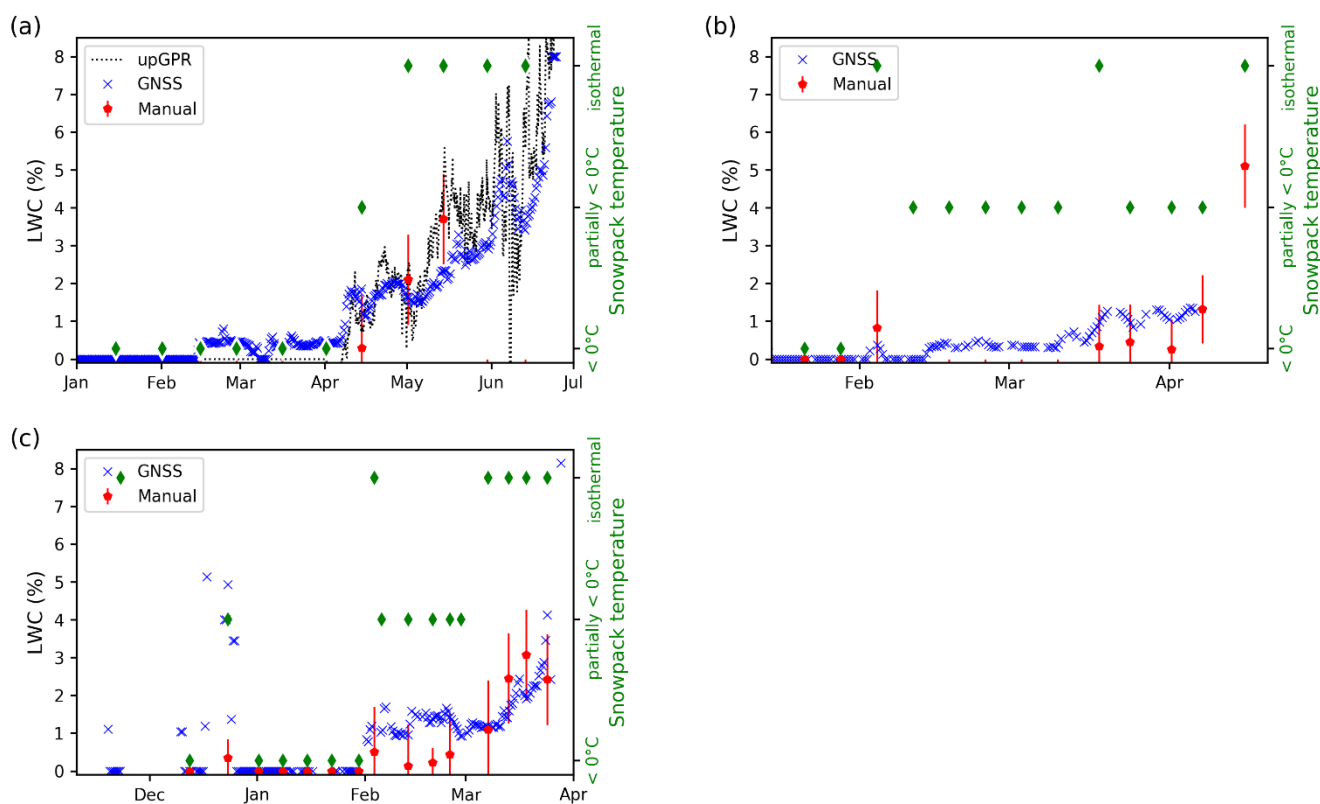 (a)
upGPR
GNSS
Manual
8
7
6
5
4
3
2
1
0
LWC (%)
Jan
Feb
Mar
Apr
May
Jun
Jul
isothermal
partially < 0°C
< 0°C
Snowpack temperature
(b)
GNSS
Manual
8
7
6
5
4
3
2
1
0
LWC (%)
Feb
Mar
Apr
isothermal
partially < 0°C
< 0°C
Snowpack temperature
(c)
GNSS
Manual
8
7
6
5
4
3
2
1
0
LWC (%)
Dec
Jan
Feb
Mar
Apr
isothermal
partially < 0°C
< 0°C
Snowpack temperature